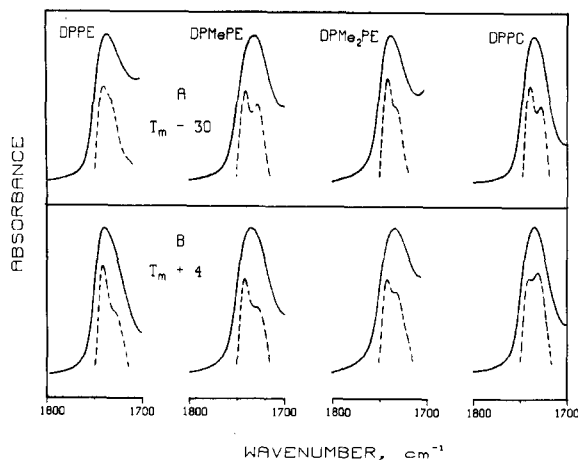 DPPE DPMePE DPMe₂PE DPPC
A
Tm - 30
B
Tm + 4
ABSORBANCE
1800 1700 1800 1700 1800 1700 1800 1700
WAVENUMBER, cm⁻¹